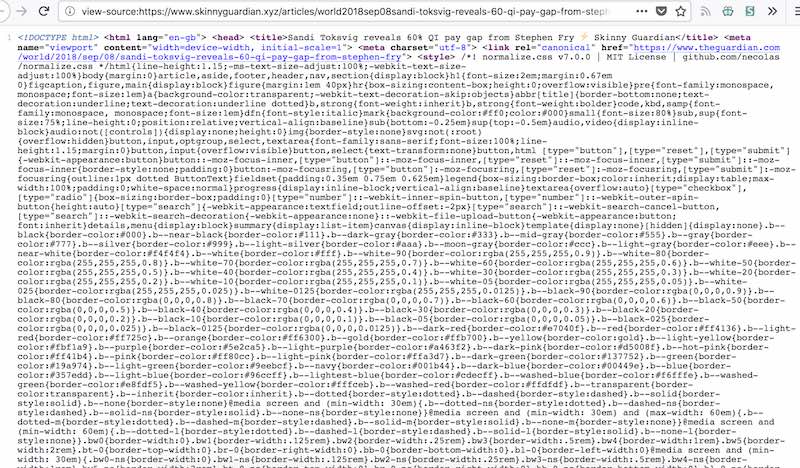 view-source:https://www.skinnyguardian.xyz/articles/world2018sep08sandi-toksvig-reveals-60-qi-pay-gap-from-steph
1 <!DOCTYPE html> <html lang="en-gb"> <head> <title>Sandi Toksvig reveals 60% QI pay gap from Stephen Fry ⚡ Skinny Guardian</title> <meta
name="viewport" content="width=device-width, initial-scale=1"> <meta charset="utf-8"> <link rel="canonical" href="https://www.theguardian.com
/world/2018/sep/08/sandi-toksvig-reveals-60-qi-pay-gap-from-stephen-fry"> <style> /*! normalize.css v7.0.0 | MIT License | github.com/necolas
/normalize.css */html{line-height:1.15;-ms-text-size-adjust:100%;-webkit-text-size-
adjust:100%}body{margin:0}article,aside,footer,header,nav,section{display:block}h1{font-size:2em;margin:0.67em
0}figcaption,figure,main{display:block}figure{margin:1em 40px}hr{box-sizing:content-box;height:0;overflow:visible}pre{font-family:monospace,
monospace;font-size:1em}a{background-color:transparent;-webkit-text-decoration-skip:objects}abbr[title]{border-bottom:none;text-
decoration:underline;text-decoration:underline dotted}b,strong{font-weight:inherit}b,strong{font-weight:bolder}code,kbd,samp{font-
family:monospace, monospace;font-size:1em}dfn{font-style:italic}mark{background-color:#ff0;color:#000}small{font-size:80%}sub,sup{font-
size:75%;line-height:0;position:relative;vertical-align:baseline}sub{bottom:-0.25em}sup{top:-0.5em}audio,video{display:inline-
block}audio:not([controls]){display:none;height:0}img{border-style:none}svg:not(:root)
{overflow:hidden}button,input,optgroup,select,textarea{font-family:sans-serif;font-size:100%;line-
height:1.15;margin:0}button,input{overflow:visible}button,select{text-transform:none}button,html [type="button"],[type="reset"],[type="submit"]
{-webkit-appearance:button}button::-moz-focus-inner,[type="button"]::-moz-focus-inner,[type="reset"]::-moz-focus-inner,[type="submit"]::-moz-
focus-inner{border-style:none;padding:0}button:-moz-focusring,[type="button"]:-moz-focusring,[type="reset"]:-moz-focusring,[type="submit"]:-moz-
focusring{outline:1px dotted ButtonText}fieldset{padding:0.35em 0.75em 0.625em}legend{box-sizing:border-box;color:inherit;display:table;max-
width:100%;padding:0;white-space:normal}progress{display:inline-block;vertical-align:baseline}textarea{overflow:auto}[type="checkbox"],
[type="radio"]{box-sizing:border-box;padding:0}[type="number"]::-webkit-inner-spin-button,[type="number"]::-webkit-outer-spin-
button{height:auto}[type="search"]{-webkit-appearance:textfield;outline-offset:-2px}[type="search"]::-webkit-search-cancel-button,
[type="search"]::-webkit-search-decoration{-webkit-appearance:none}::-webkit-file-upload-button{-webkit-appearance:button;
font:inherit}details,menu{display:block}summary{display:list-item}canvas{display:inline-block}template{display:none}[hidden]{display:none}.b--
black{border-color:#000}.b--near-black{border-color:#111}.b--dark-gray{border-color:#333}.b--mid-gray{border-color:#555}.b--gray{border-
color:#777}.b--silver{border-color:#999}.b--light-silver{border-color:#aaa}.b--moon-gray{border-color:#ccc}.b--light-gray{border-color:#eee}.b--
near-white{border-color:#f4f4f4}.b--white{border-color:#fff}.b--white-90{border-color:rgba(255,255,255,0.9)}.b--white-80{border-
color:rgba(255,255,255,0.8)}.b--white-70{border-color:rgba(255,255,255,0.7)}.b--white-60{border-color:rgba(255,255,255,0.6)}.b--white-50{border-
color:rgba(255,255,255,0.5)}.b--white-40{border-color:rgba(255,255,255,0.4)}.b--white-30{border-color:rgba(255,255,255,0.3)}.b--white-20{border-
color:rgba(255,255,255,0.2)}.b--white-10{border-color:rgba(255,255,255,0.1)}.b--white-05{border-color:rgba(255,255,255,0.05)}.b--white-
025{border-color:rgba(255,255,255,0.025)}.b--white-0125{border-color:rgba(255,255,255,0.0125)}.b--black-90{border-color:rgba(0,0,0,0.9)}.b--
black-80{border-color:rgba(0,0,0,0.8)}.b--black-70{border-color:rgba(0,0,0,0.7)}.b--black-60{border-color:rgba(0,0,0,0.6)}.b--black-50{border-
color:rgba(0,0,0,0.5)}.b--black-40{border-color:rgba(0,0,0,0.4)}.b--black-30{border-color:rgba(0,0,0,0.3)}.b--black-20{border-
color:rgba(0,0,0,0.2)}.b--black-10{border-color:rgba(0,0,0,0.1)}.b--black-05{border-color:rgba(0,0,0,0.05)}.b--black-025{border-
color:rgba(0,0,0,0.025)}.b--black-0125{border-color:rgba(0,0,0,0.0125)}.b--dark-red{border-color:#e7040f}.b--red{border-color:#ff4136}.b--light-
red{border-color:#ff725c}.b--orange{border-color:#ff6300}.b--gold{border-color:#ffb700}.b--yellow{border-color:gold}.b--light-yellow{border-
color:#fbf1a9}.b--purple{border-color:#5e2ca5}.b--light-purple{border-color:#a463f2}.b--dark-pink{border-color:#d5008f}.b--hot-pink{border-
color:#ff41b4}.b--pink{border-color:#ff80cc}.b--light-pink{border-color:#ffa3d7}.b--dark-green{border-color:#137752}.b--green{border-
color:#19a974}.b--light-green{border-color:#9eebcf}.b--navy{border-color:#001b44}.b--dark-blue{border-color:#00449e}.b--blue{border-
color:#357edd}.b--light-blue{border-color:#96ccff}.b--lightest-blue{border-color:#cdecff}.b--washed-blue{border-color:#f6fffe}.b--washed-
green{border-color:#e8fdf5}.b--washed-yellow{border-color:#fffceb}.b--washed-red{border-color:#ffdfdf}.b--transparent{border-
color:transparent}.b--inherit{border-color:inherit}.b--dotted{border-style:dotted}.b--dashed{border-style:dashed}.b--solid{border-
style:solid}.b--none{border-style:none}@media screen and (min-width: 30em){.b--dotted-ns{border-style:dotted}.b--dashed-ns{border-
style:dashed}.b--solid-ns{border-style:solid}.b--none-ns{border-style:none}}@media screen and (min-width: 30em) and (max-width: 60em){.b--
dotted-m{border-style:dotted}.b--dashed-m{border-style:dashed}.b--solid-m{border-style:solid}.b--none-m{border-style:none}}@media screen and
(min-width: 60em){.b--dotted-l{border-style:dotted}.b--dashed-l{border-style:dashed}.b--solid-l{border-style:solid}.b--none-l{border-
style:none}}.bw0{border-width:0}.bw1{border-width:.125rem}.bw2{border-width:.25rem}.bw3{border-width:.5rem}.bw4{border-width:1rem}.bw5{border-
width:2rem}.bt-0{border-top-width:0}.br-0{border-right-width:0}.bb-0{border-bottom-width:0}.bl-0{border-left-width:0}@media screen and (min-
width: 30em){.bw0-ns{border-width:0}.bw1-ns{border-width:.125rem}.bw2-ns{border-width:.25rem}.bw3-ns{border-width:.5rem}.bw4-ns{border-